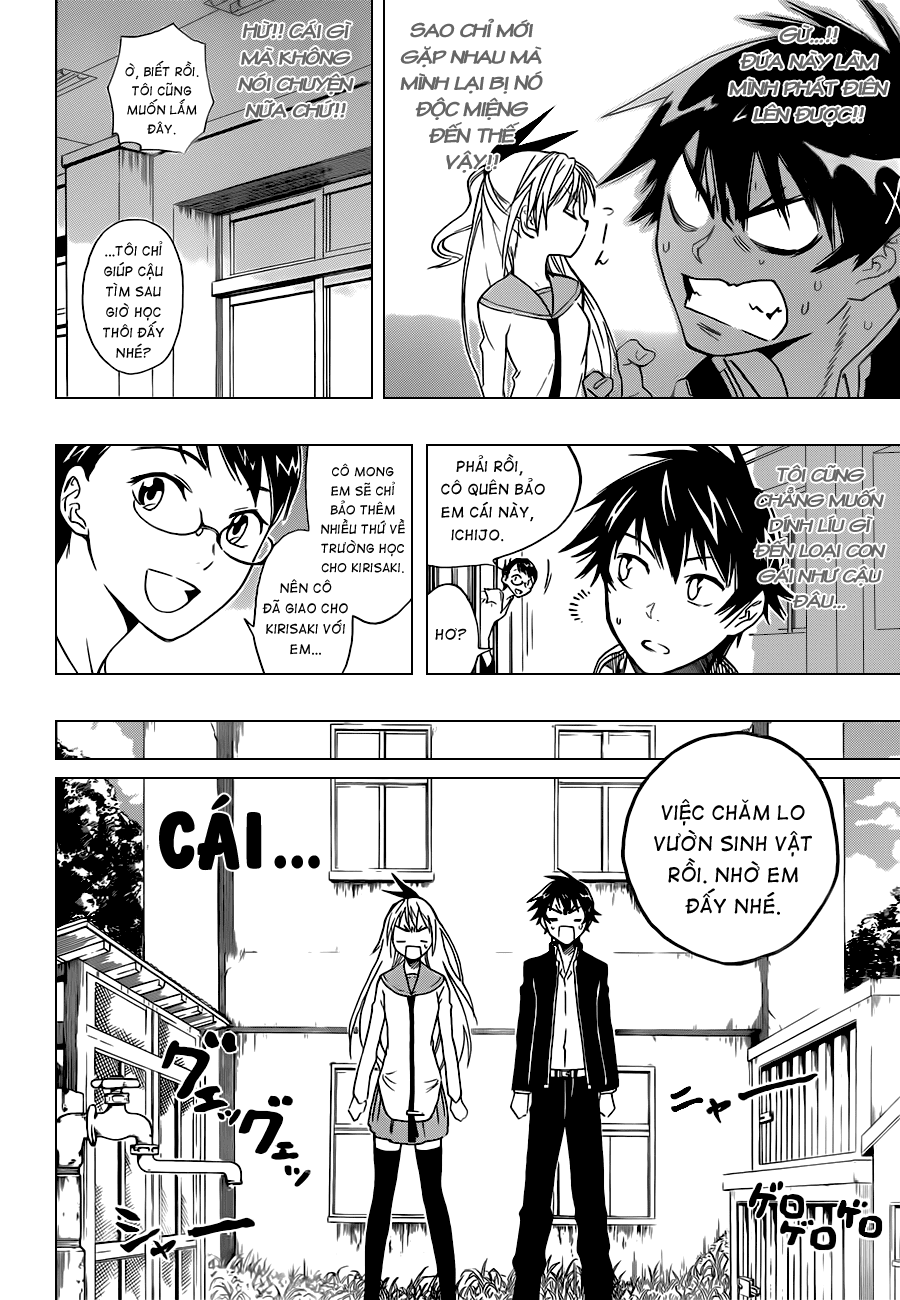 GỪ...!!
ĐỨA NÀY LÀM
MÌNH PHÁT ĐIÊN
LÊN ĐƯỢC!!
SAO CHỈ MỚI
GẶP NHAU MÀ
MÌNH LẠI BỊ NÓ
ĐỘC MIỆNG
ĐẾN THẾ
VẬY!!
HỪ!! CÁI GÌ
MÀ KHÔNG
NÓI CHUYỆN
NỮA CHỨ!!
Ờ, BIẾT RỒI.
TÔI CŨNG
MUỐN LẮM
ĐÂY.
...TÔI CHỈ
GIÚP CẬU
TÌM SAU
GIỜ HỌC
THÔI ĐẤY
NHÉ?
TÔI CŨNG
CHẲNG MUỐN
DÍNH LÍU GÌ
ĐẾN LOẠI CON
GÁI NHƯ CẬU
ĐÂU...
PHẢI RỒI,
CÔ QUÊN BẢO
EM CÁI NÀY,
ICHIJO.
HƠ?
CÔ MONG
EM SẼ CHỈ
BẢO THÊM
NHIỀU THỨ VỀ
TRƯỜNG HỌC
CHO KIRISAKI.
NÊN CÔ
ĐÃ GIAO CHO
KIRISAKI VỚI
EM...
VIỆC CHĂM LO
VƯỜN SINH VẬT
RỒI. NHỜ EM
ĐẤY NHÉ.
CÁI...
グェッグェッ
ニャー
シャー
ゲロゲロゲロ